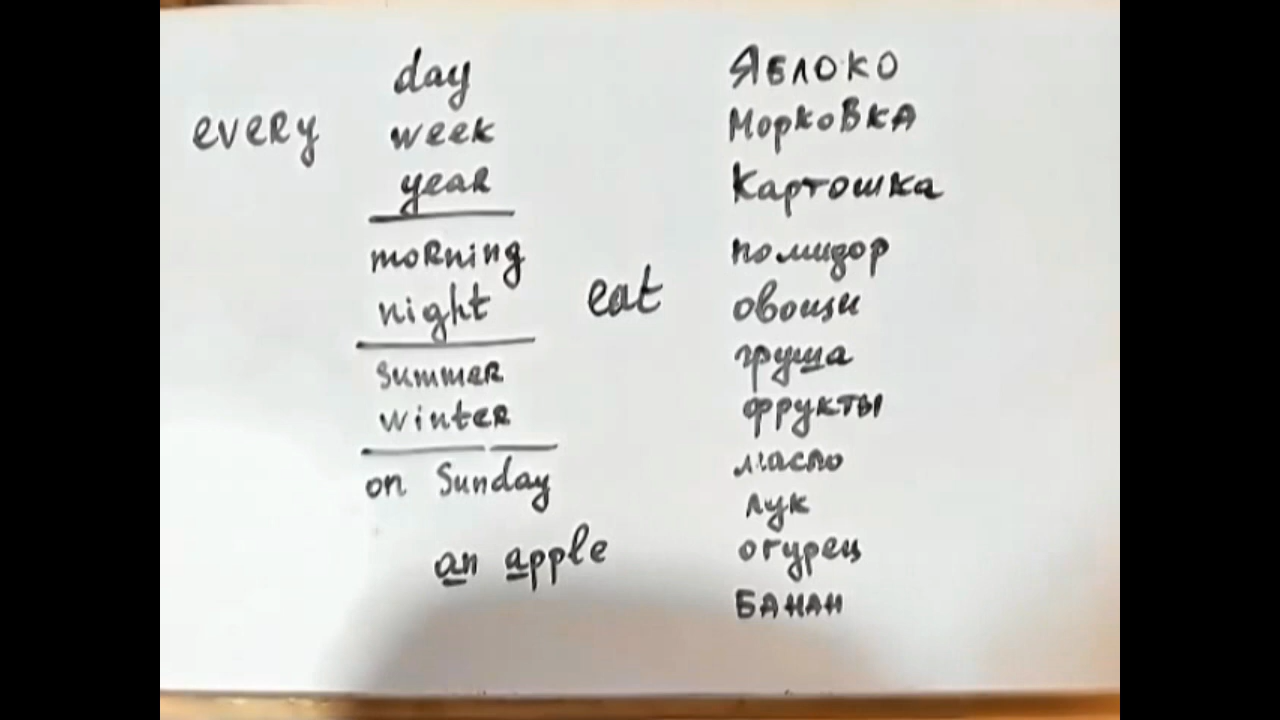 every
day
week
year
morning
night
summer
winter
on Sunday
an apple
eat
Яблоко
Морковка
Картошка
помидор
овощи
груша
фрукты
масло
лук
огурец
Банан